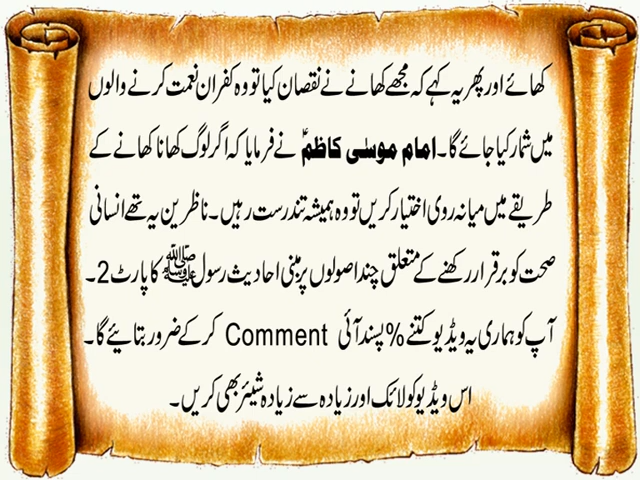 کھائے اور پھر یہ کہے کہ مجھے کھانے نے نقصان کیا تو وہ کفران نعمت کرنے والوں
میں شمار کیا جائے گا۔ امام موسیٰ کاظمؑ نے فرمایا کہ اگر لوگ کھانا کھانے کے
طریقے میں میانہ روی اختیار کریں تو وہ ہمیشہ تندرست رہیں۔ ناظرین یہ تھے انسانی
صحت کو برقرار رکھنے کے متعلق چند اصولوں پر مبنی احادیث رسول ﷺ کا پارٹ 2۔
آپ کو ہماری یہ ویڈیو کتنے % پسند آئی Comment کر کے ضرور بتایئے گا۔
اس ویڈیو کو لائک اور زیادہ سے زیادہ شیئر بھی کریں۔